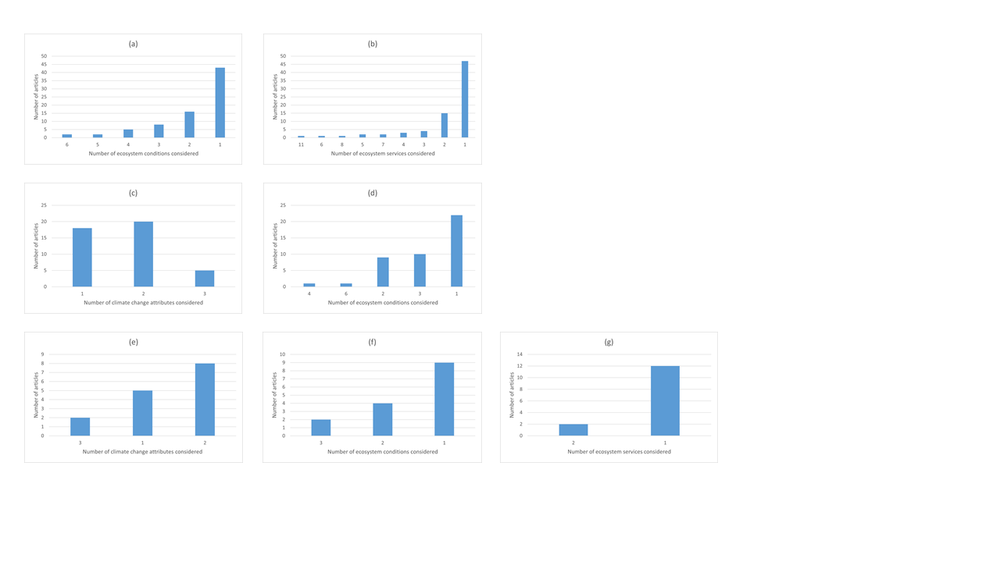 (a)
Number of articles
50
45
40
35
30
25
20
15
10
5
0
6 5 4 3 2 1
Number of ecosystem conditions considered
(b)
Number of articles
50
45
40
35
30
25
20
15
10
5
0
11 6 8 5 7 4 3 2 1
Number of ecosystem services considered
(c)
Number of articles
25
20
15
10
5
0
1 2 3
Number of climate change attributes considered
(d)
Number of articles
25
20
15
10
5
0
4 6 2 3 1
Number of ecosystem conditions considered
(e)
Number of articles
9
8
7
6
5
4
3
2
1
0
3 1 2
Number of climate change attributes considered
(f)
Number of articles
10
9
8
7
6
5
4
3
2
1
0
3 2 1
Number of ecosystem conditions considered
(g)
Number of articles
14
12
10
8
6
4
2
0
2 1
Number of ecosystem services considered